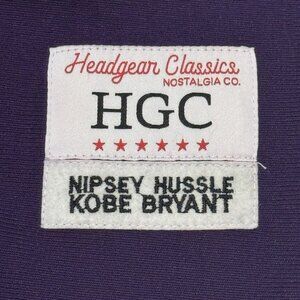 Headgear Classics
NOSTALGIA CO.
HGC
NIPSEY HUSSLE
KOBE BRYANT